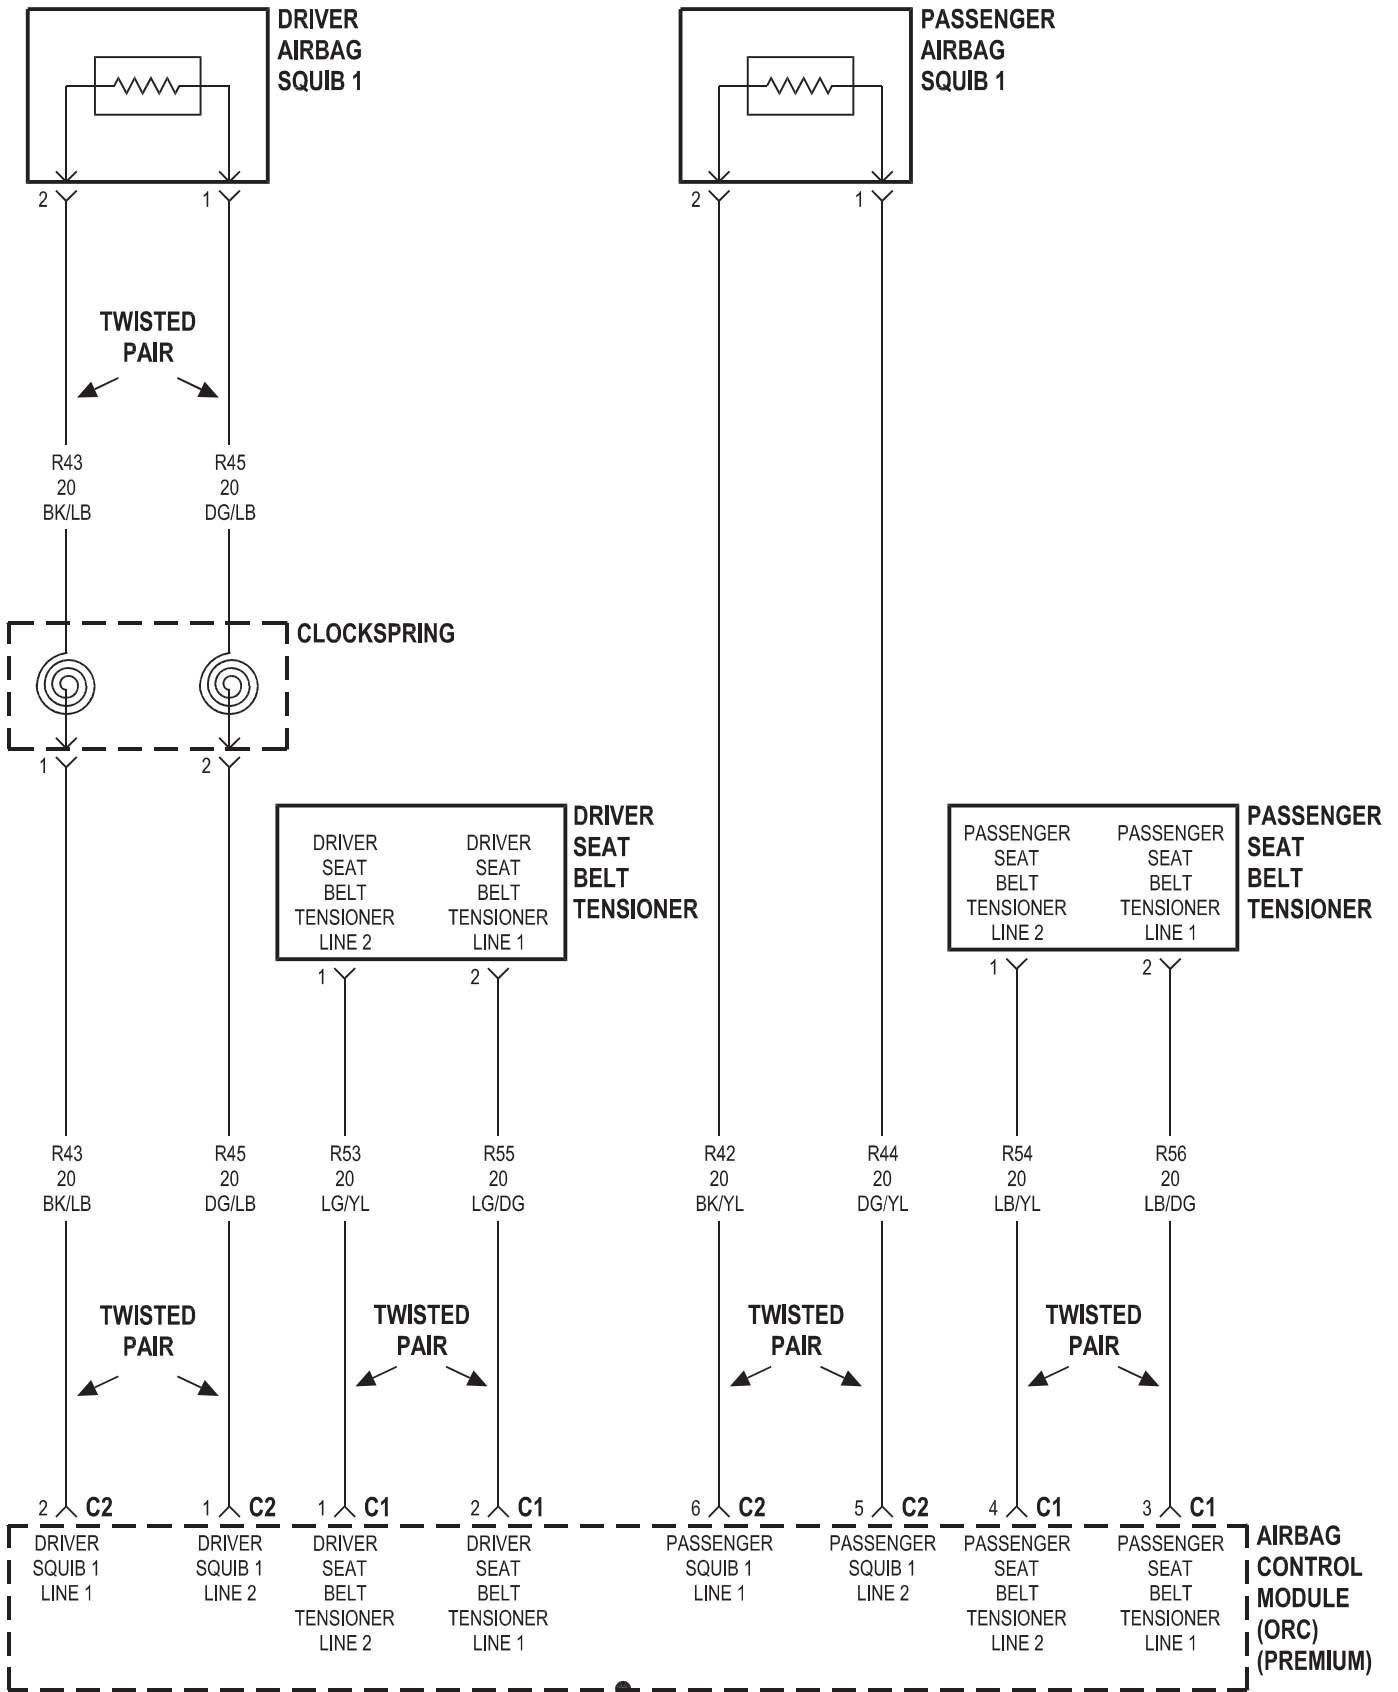 DRIVER
AIRBAG
SQUIB 1
PASSENGER
AIRBAG
SQUIB 1
2
1
2
1
TWISTED
PAIR
R43
20
BK/LB
R45
20
DG/LB
CLOCKSPRING
1
2
DRIVER
SEAT
BELT
TENSIONER
LINE 2
DRIVER
SEAT
BELT
TENSIONER
LINE 1
DRIVER
SEAT
BELT
TENSIONER
PASSENGER
SEAT
BELT
TENSIONER
LINE 2
PASSENGER
SEAT
BELT
TENSIONER
LINE 1
PASSENGER
SEAT
BELT
TENSIONER
1
2
1
2
R43
20
BK/LB
R45
20
DG/LB
R53
20
LG/YL
R55
20
LG/DG
R42
20
BK/YL
R44
20
DG/YL
R54
20
LB/YL
R56
20
LB/DG
TWISTED
PAIR
TWISTED
PAIR
TWISTED
PAIR
TWISTED
PAIR
2 C2
1 C2
1 C1
2 C1
6 C2
5 C2
4 C1
3 C1
DRIVER
SQUIB 1
LINE 1
DRIVER
SQUIB 1
LINE 2
DRIVER
SEAT
BELT
TENSIONER
LINE 2
DRIVER
SEAT
BELT
TENSIONER
LINE 1
PASSENGER
SQUIB 1
LINE 1
PASSENGER
SQUIB 1
LINE 2
PASSENGER
SEAT
BELT
TENSIONER
LINE 2
PASSENGER
SEAT
BELT
TENSIONER
LINE 1
AIRBAG
CONTROL
MODULE
(ORC)
(PREMIUM)